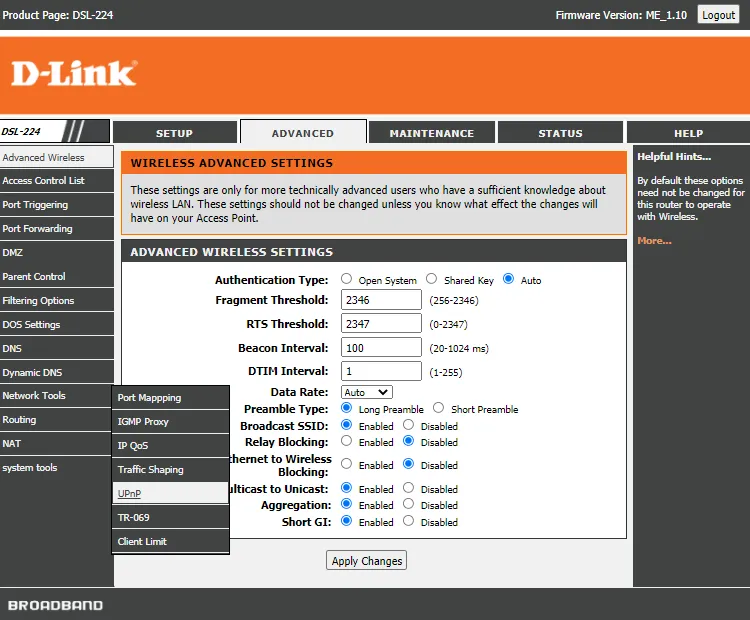 Product Page: DSL-224
Firmware Version: ME_1.10
Logout
D-Link
DSL-224
SETUP
ADVANCED
MAINTENANCE
STATUS
HELP
Advanced Wireless
Access Control List
Port Triggering
Port Forwarding
DMZ
Parent Control
Filtering Options
DOS Settings
DNS
Dynamic DNS
Network Tools
Routing
NAT
system tools
Port Mappping
IGMP Proxy
IP QoS
Traffic Shaping
UPnP
TR-069
Client Limit
WIRELESS ADVANCED SETTINGS
These settings are only for more technically advanced users who have a sufficient knowledge about
wireless LAN. These settings should not be changed unless you know what effect the changes will
have on your Access Point.
ADVANCED WIRELESS SETTINGS
Authentication Type: Open System Shared Key Auto
Fragment Threshold: 2346 (256-2346)
RTS Threshold: 2347 (0-2347)
Beacon Interval: 100 (20-1024 ms)
DTIM Interval: 1 (1-255)
Data Rate: Auto
Preamble Type: Long Preamble Short Preamble
Broadcast SSID: Enabled Disabled
Relay Blocking: Enabled Disabled
thernet to Wireless
Blocking: Enabled Disabled
ulticast to Unicast: Enabled Disabled
Aggregation: Enabled Disabled
Short GI: Enabled Disabled
Apply Changes
Helpful Hints...
By default these options
need not be changed for
this router to operate
with Wireless.
More...
BROADBAND